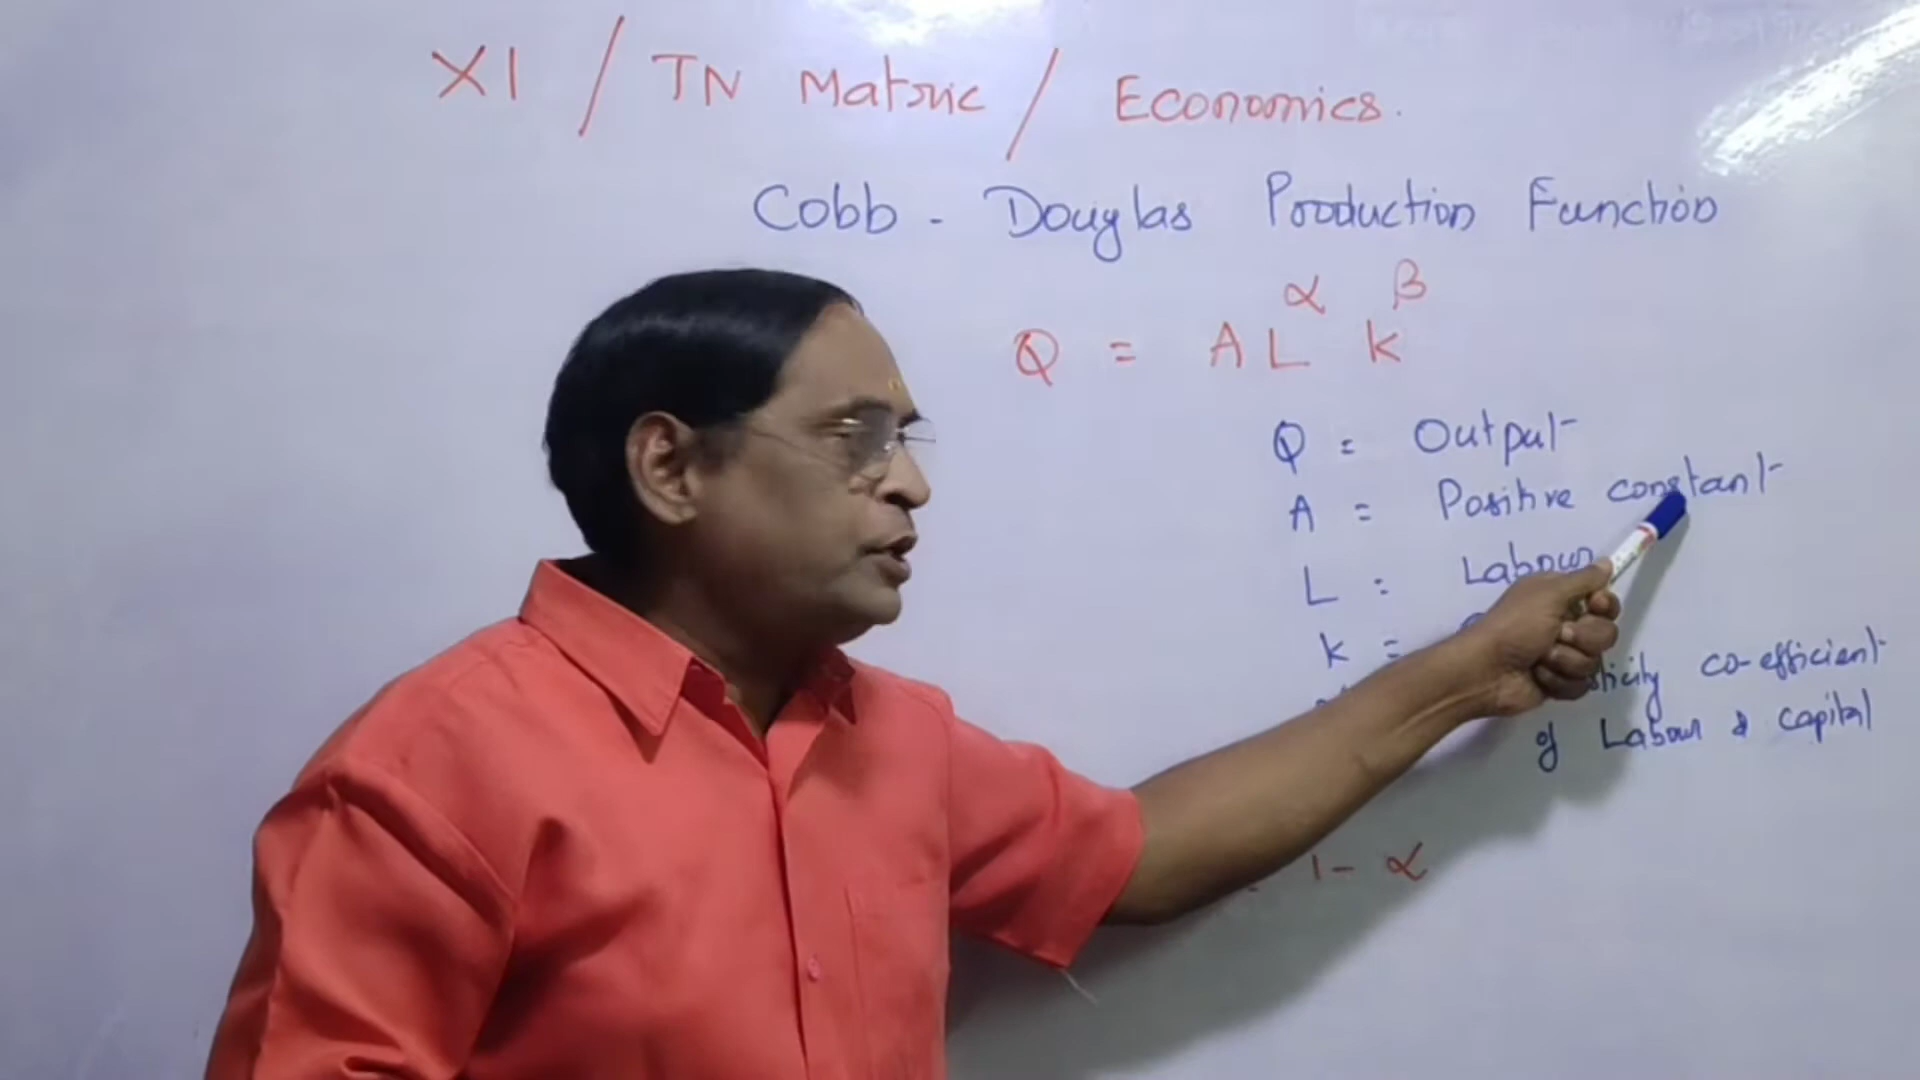 XI / TN Matric / Economics.
Cobb - Douglas Production Function
α β
Q = A L K
Q = Output
A = Positive constant
L = Labour
K =
co-efficient
of Labour & Capital
1 - α